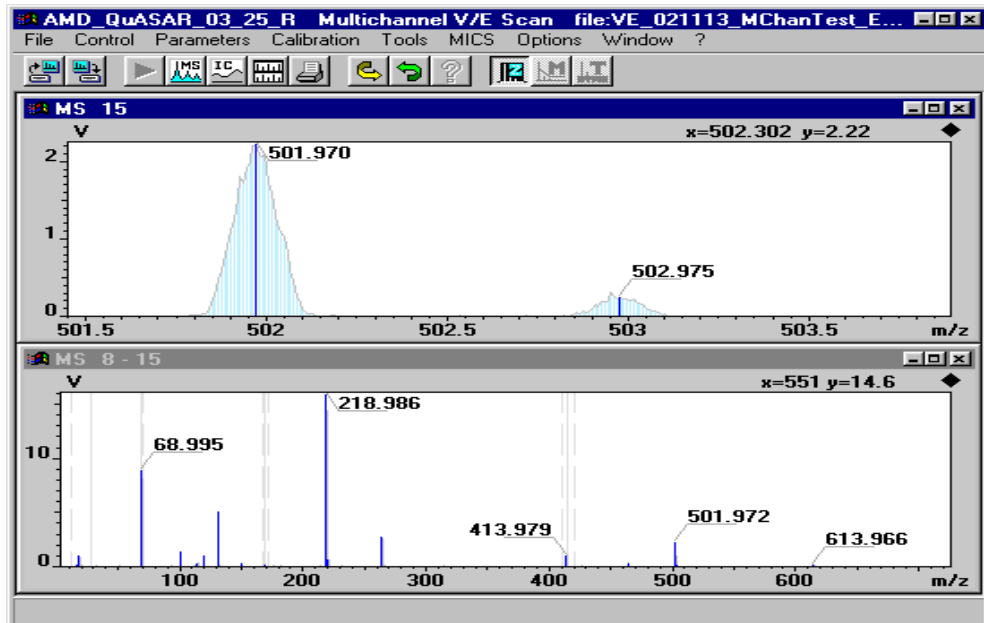 AMD_QuASAR_03_25_R Multichannel V/E Scan file:VE_021113_MChanTest_E...
File Control Parameters Calibration Tools MICS Options Window ?
MS IC
MS 15
V x=502.302 y=2.22
2
501.970
1
502.975
0
501.5 502 502.5 503 503.5 m/z
MS 8 - 15
V x=551 y=14.6
218.986
68.995
10
413.979 501.972 613.966
0
100 200 300 400 500 600 m/z